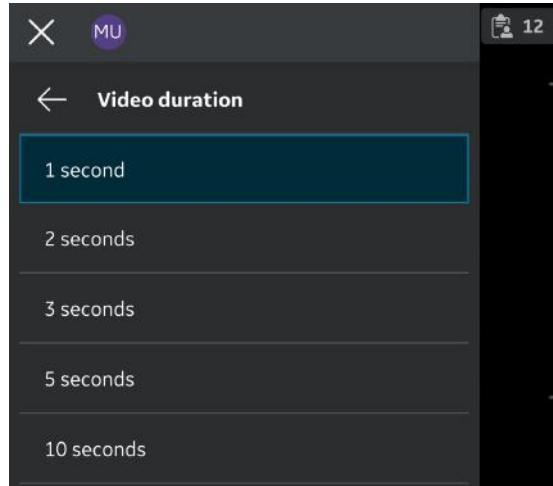 MU
12
Video duration
1 second
2 seconds
3 seconds
5 seconds
10 seconds